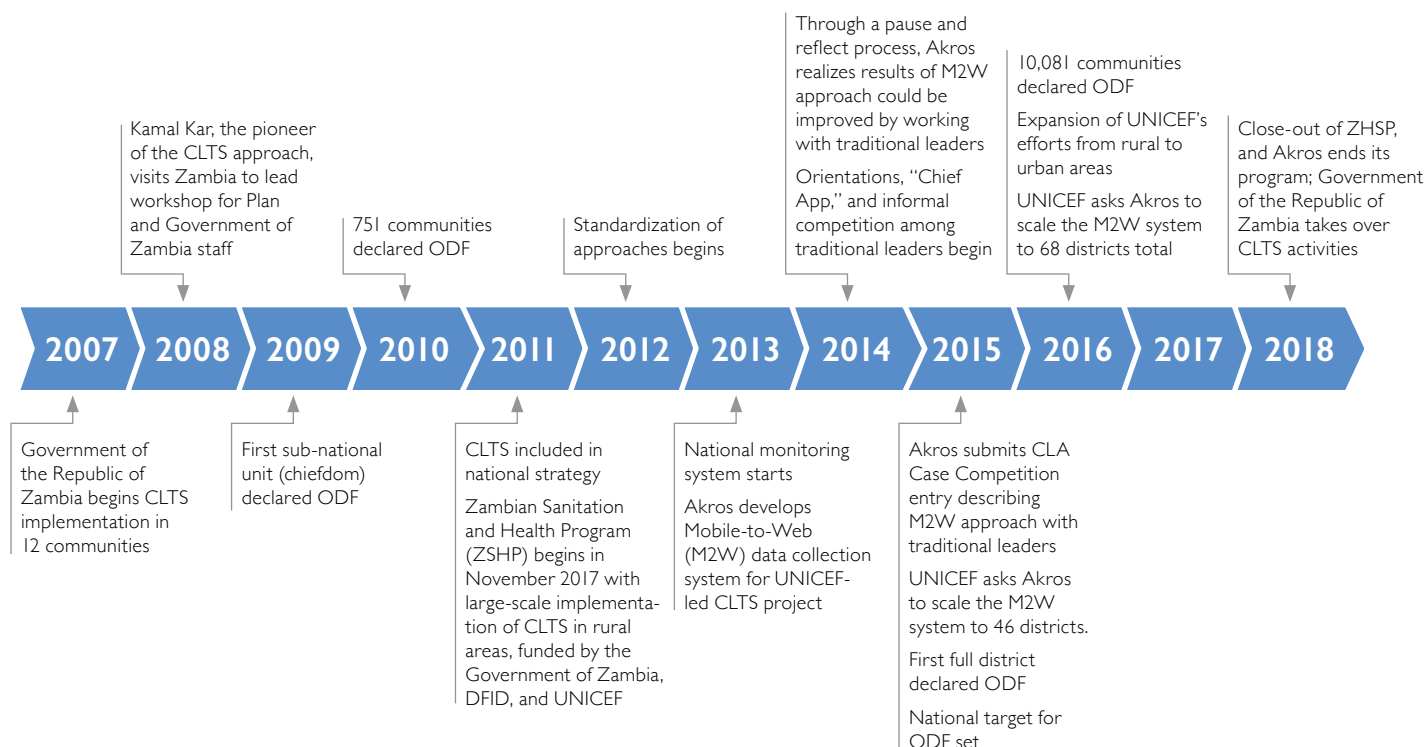 Kamal Kar, the pioneer
of the CLTS approach,
visits Zambia to lead
workshop for Plan
and Government of
Zambia staff
751 communities
declared ODF
Standardization of
approaches begins
Through a pause and
reflect process, Akros
realizes results of M2W
approach could be
improved by working
with traditional leaders
Orientations, “Chief
App,” and informal
competition among
traditional leaders begin
10,081 communities
declared ODF
Expansion of UNICEF’s
efforts from rural to
urban areas
UNICEF asks Akros to
scale the M2W system
to 68 districts total
Close-out of ZHSP,
and Akros ends its
program; Government
of the Republic of
Zambia takes over
CLTS activities
2007 2008 2009 2010 2011 2012 2013 2014 2015 2016 2017 2018
Government of
the Republic of
Zambia begins CLTS
implementation in
12 communities
First sub-national
unit (chiefdom)
declared ODF
CLTS included in
national strategy
Zambian Sanitation
and Health Program
(ZSHP) begins in
November 2017 with
large-scale implementa-
tion of CLTS in rural
areas, funded by the
Government of Zambia,
DFID, and UNICEF
National monitoring
system starts
Akros develops
Mobile-to-Web
(M2W) data collection
system for UNICEF-
led CLTS project
Akros submits CLA
Case Competition
entry describing
M2W approach with
traditional leaders
UNICEF asks Akros
to scale the M2W
system to 46 districts.
First full district
declared ODF
National target for
ODF set